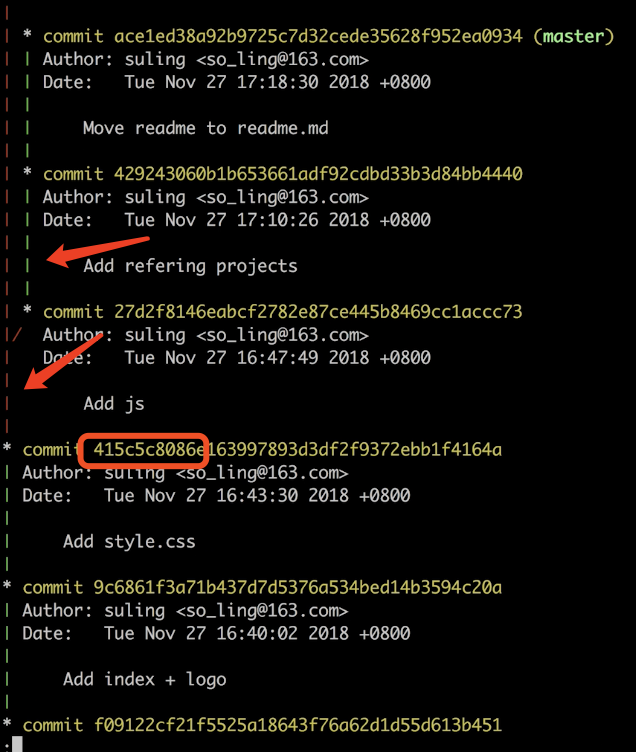 * commit ace1ed38a92b9725c7d32cede35628f952ea0934 (master)
Author: suling <so_ling@163.com>
Date: Tue Nov 27 17:18:30 2018 +0800
Move readme to readme.md
* commit 429243060b1b653661adf92cdbd33b3d84bb4440
Author: suling <so_ling@163.com>
Date: Tue Nov 27 17:10:26 2018 +0800
Add refering projects
* commit 27d2f8146eabcf2782e87ce445b8469cc1accc73
Author: suling <so_ling@163.com>
Date: Tue Nov 27 16:47:49 2018 +0800
Add js
* commit 415c5c8086e163997893d3df2f9372ebb1f4164a
Author: suling <so_ling@163.com>
Date: Tue Nov 27 16:43:30 2018 +0800
Add style.css
* commit 9c6861f3a71b437d7d5376a534bed14b3594c20a
Author: suling <so_ling@163.com>
Date: Tue Nov 27 16:40:02 2018 +0800
Add index + logo
* commit f09122cf21f5525a18643f76a62d1d55d613b451
: